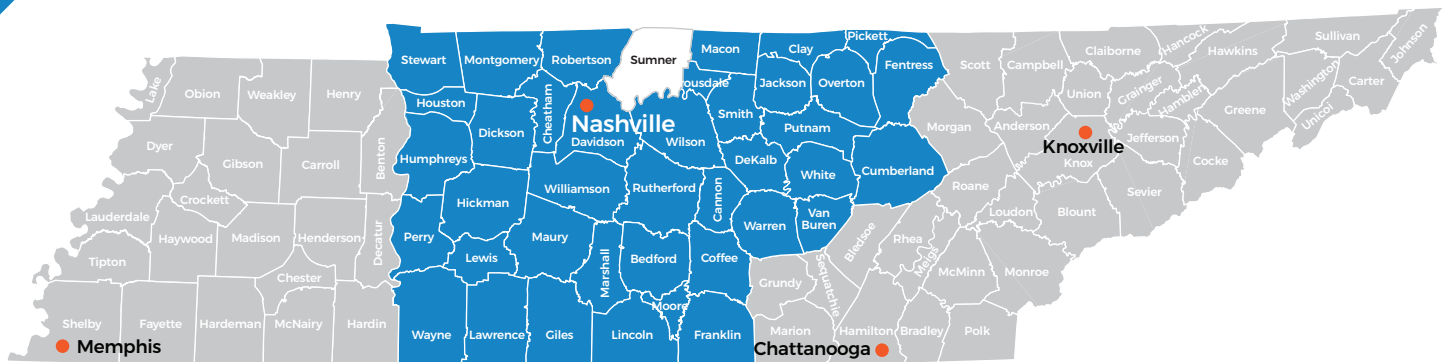 Stewart
Montgomery
Robertson
Sumner
Macon
Clay
Pickett
Fentress
Scott
Campbell
Claiborne
Hancock
Hawkins
Sullivan
Johnson
Lake
Obion
Weakley
Henry
Houston
Dickson
Cheatham
Nashville
Davidson
Wilson
ousdale
Smith
Jackson
Overton
Putnam
Morgan
Anderson
Union
Grainger
Hamblen
Greene
Washington
Unicoi
Carter
Dyer
Gibson
Carroll
Benton
Humphreys
Williamson
Rutherford
Cannon
DeKalb
White
Cumberland
Roane
Knoxville
Knox
Jefferson
Cocke
Sevier
Blount
Loudon
Crockett
Lauderdale
Haywood
Madison
Henderson
Decatur
Perry
Hickman
Lewis
Maury
Marshall
Bedford
Coffee
Warren
Van
Buren
Bledsoe
Rhea
Meigs
McMinn
Monroe
Tipton
Chester
Moore
Grundy
Sequatchie
Shelby
Fayette
Hardeman
McNairy
Hardin
Wayne
Lawrence
Giles
Lincoln
Franklin
Marion
Hamilton
Bradley
Polk
Memphis
Chattanooga